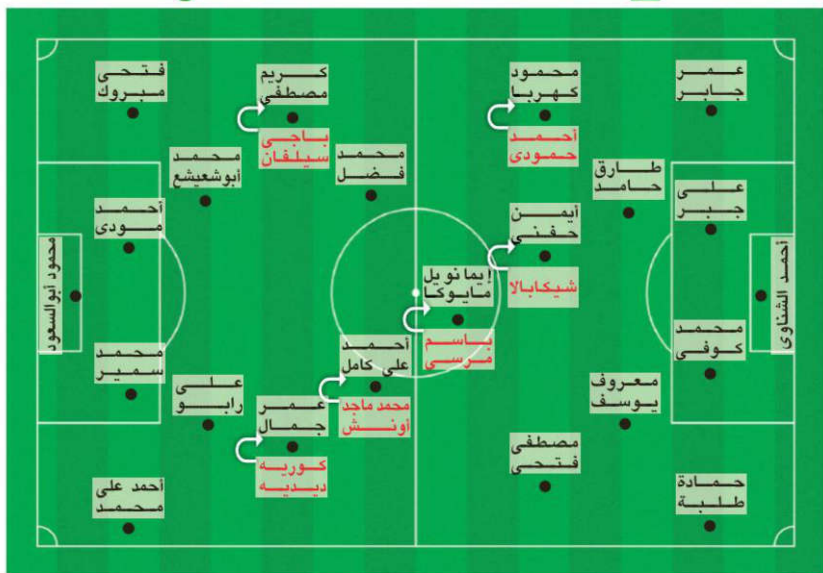 عمر
جابر
على
جبر
محمد
كوفى
حمادة
طلبة
أحمد الشناوى
طارق
حامد
معروف
يوسف
محمود
كهربا
أحمد
حمودى
أيمن
حفنى
شيكابالا
مصطفى
فتحى
إيمانويل
مايوكا
باسم
مرسى
محمد
فضل
أحمد
على كامل
محمد ماجد
أونش
كريم
مصطفى
باجى
سيلفان
عمر
جمال
كوريه
ديديه
محمد
أبوشعيشع
على
رابو
فتحى
مبروك
أحمد
مودى
محمد
سمير
أحمد على
محمد
محمود أبوالسعود